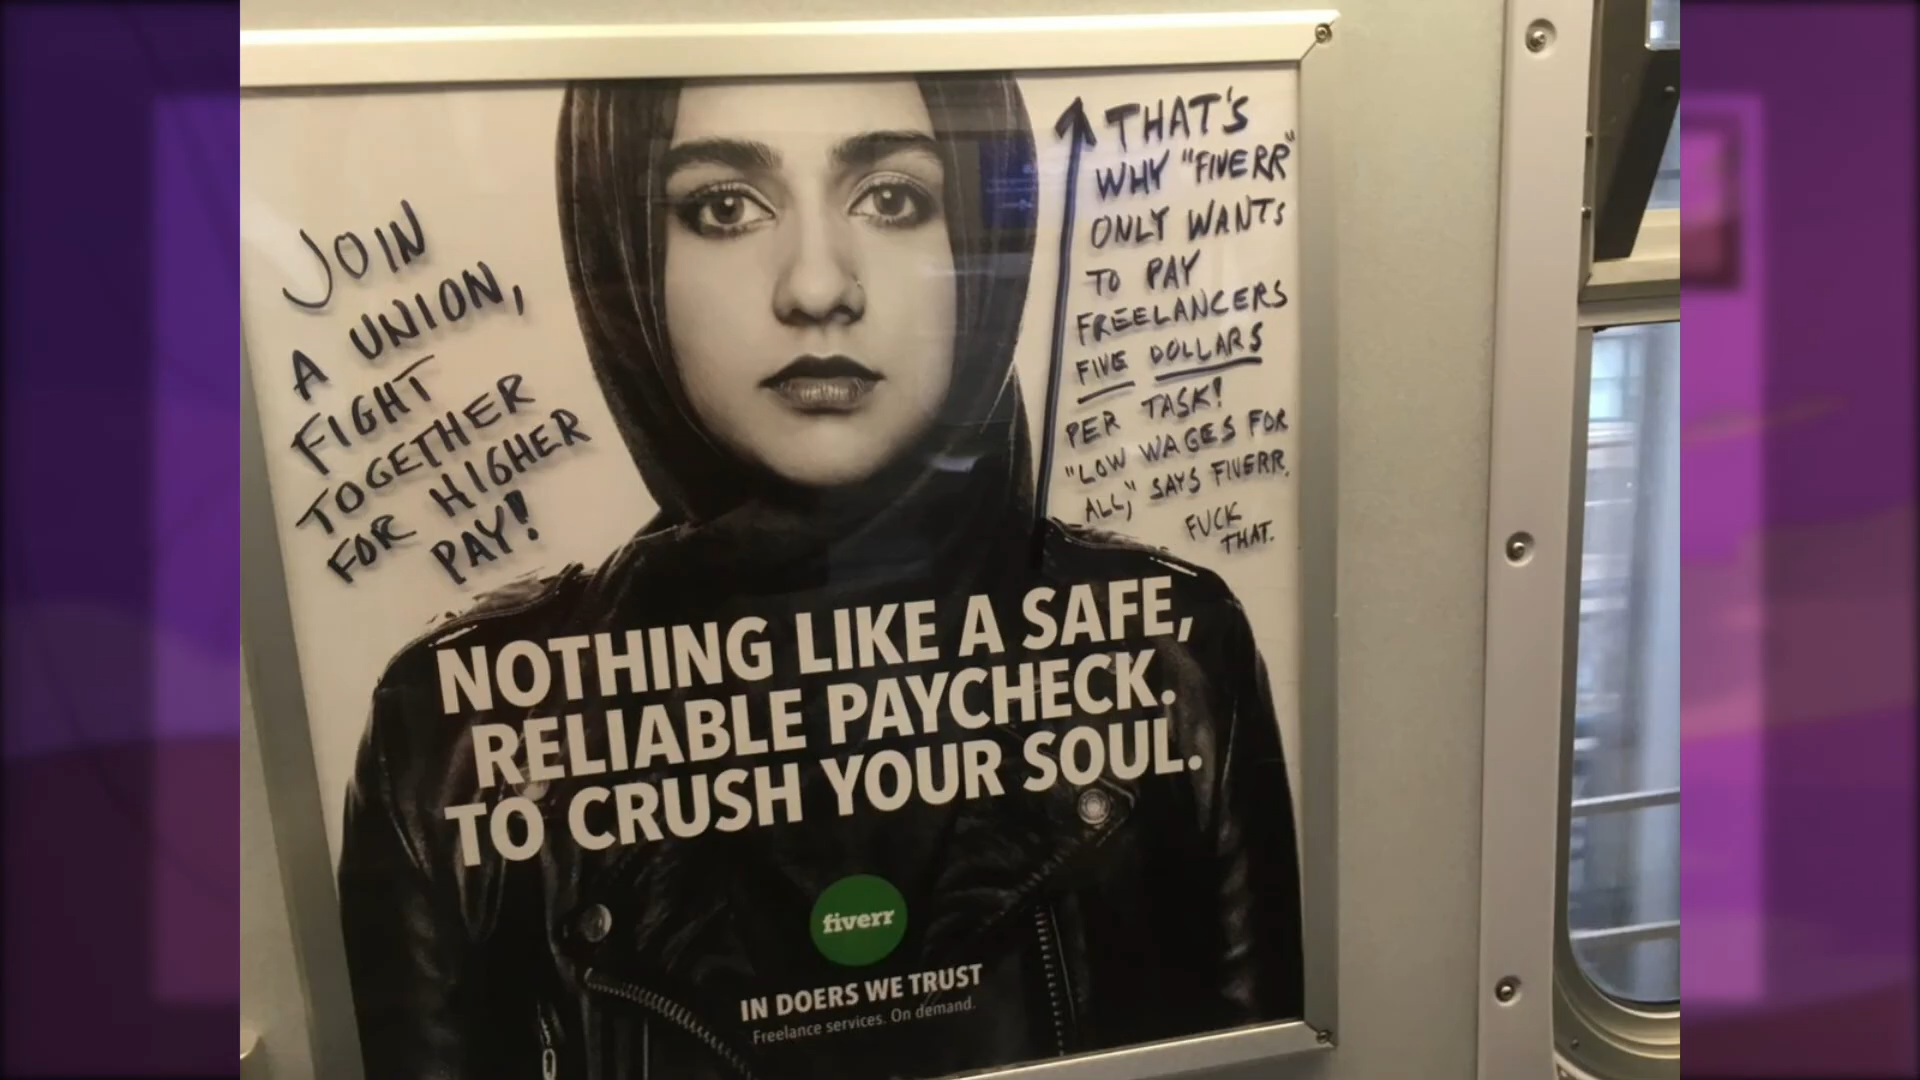 JOIN
A UNION,
FIGHT
TOGETHER
FOR HIGHER
PAY!
THAT'S
WHY "FIVERR"
ONLY WANTS
TO PAY
FREELANCERS
FIVE DOLLARS
PER TASK!
"LOW WAGES FOR
ALL," SAYS FIVERR.
FUCK
THAT.
NOTHING LIKE A SAFE,
RELIABLE PAYCHECK.
TO CRUSH YOUR SOUL.
fiverr
IN DOERS WE TRUST
Freelance services. On demand.